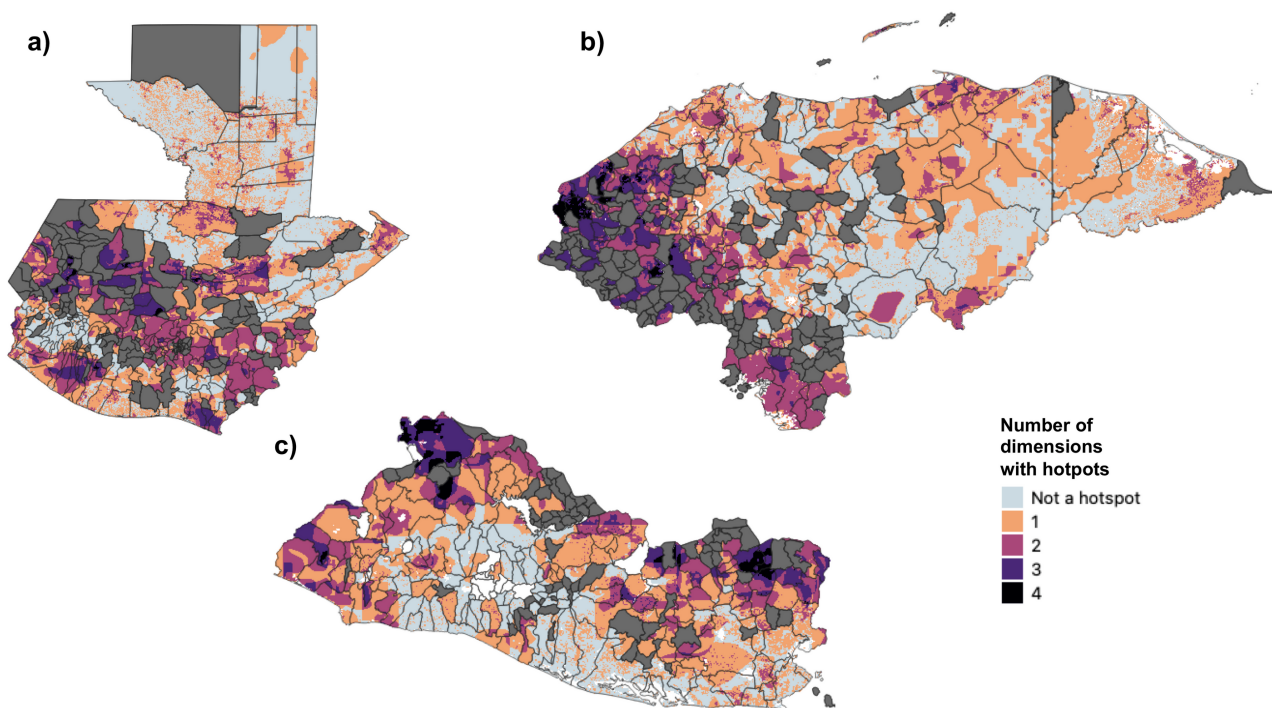 a)
b)
c)
Number of
dimensions
with hotpots
Not a hotspot
1
2
3
4